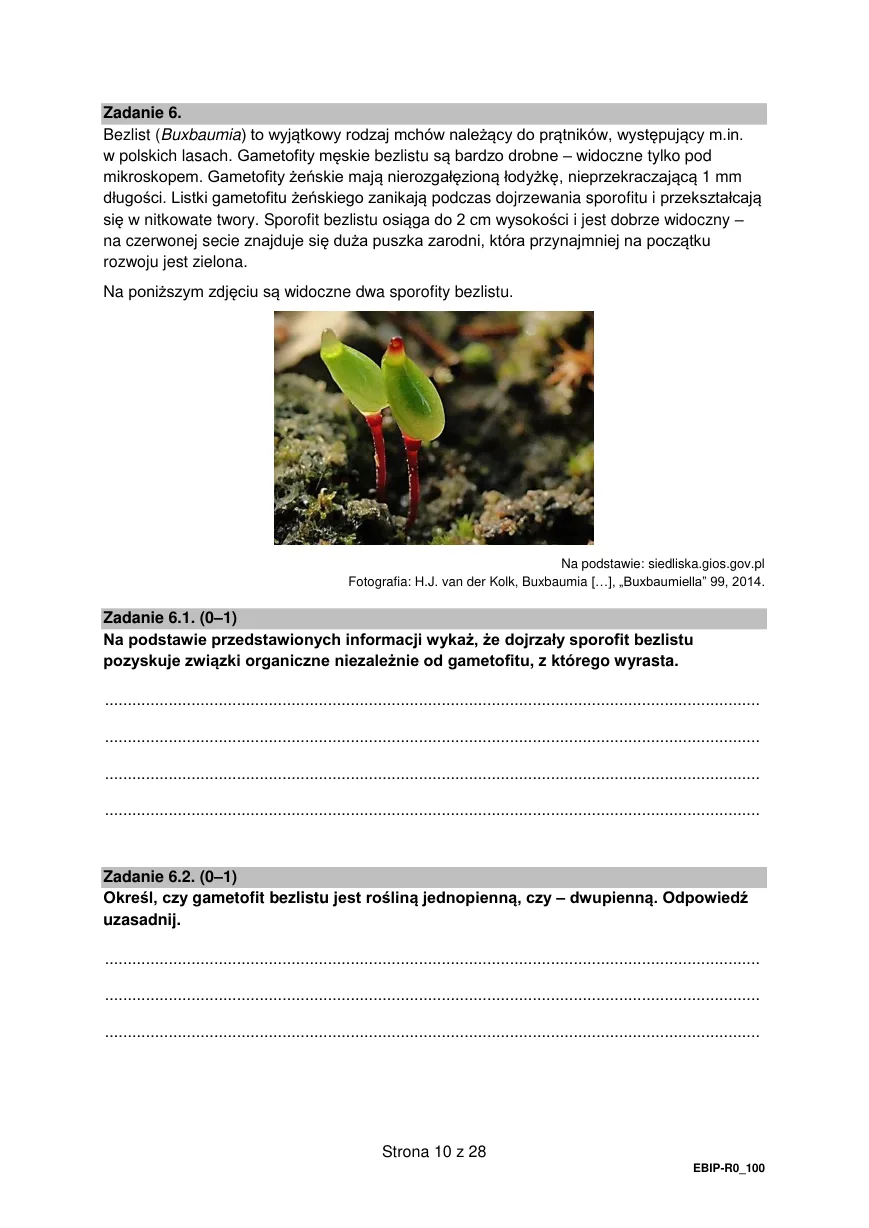 Zadanie 6.
Bezlist (Buxbaumia) to wyjątkowy rodzaj mchów należący do prątników, występujący m.in.
w polskich lasach. Gametofity męskie bezlistu są bardzo drobne – widoczne tylko pod
mikroskopem. Gametofity żeńskie mają nierozgałęzioną łodyżkę, nieprzekraczającą 1 mm
długości. Listki gametofitu żeńskiego zanikają podczas dojrzewania sporofitu i przekształcają
się w nitkowate twory. Sporofit bezlistu osiąga do 2 cm wysokości i jest dobrze widoczny –
na czerwonej secie znajduje się duża puszka zarodni, która przynajmniej na początku
rozwoju jest zielona.
Na poniższym zdjęciu są widoczne dwa sporofity bezlistu.
Na podstawie: siedliska.gios.gov.pl
Fotografia: H.J. van der Kolk, Buxbaumia […], „Buxbaumiella” 99, 2014.
Zadanie 6.1. (0–1)
Na podstawie przedstawionych informacji wykaż, że dojrzały sporofit bezlistu
pozyskuje związki organiczne niezależnie od gametofitu, z którego wyrasta.
Zadanie 6.2. (0–1)
Określ, czy gametofit bezlistu jest rośliną jednopienną, czy – dwupienną. Odpowiedź
uzasadnij.
Strona 10 z 28
EBIP-R0_100